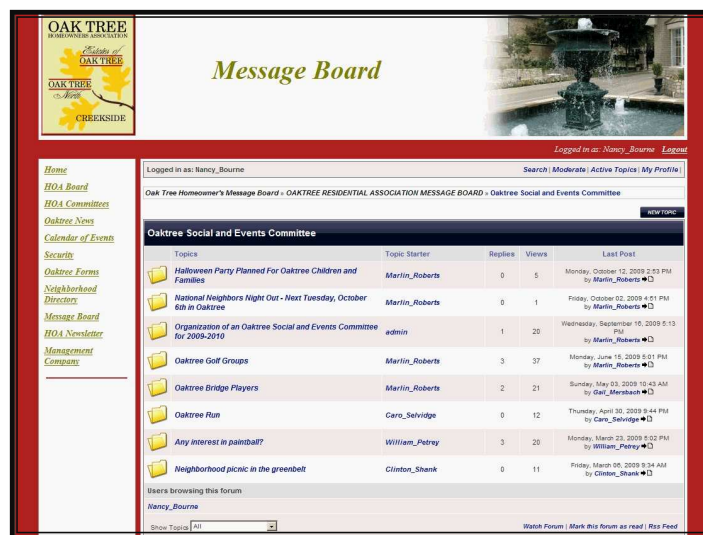 OAK TREE
HOMEOWNERS ASSOCIATION
Estates of
OAK TREE
OAK TREE
North
CREEKSIDE
Message Board
Logged in as: Nancy_Bourne Logout
Home
HOA Board
HOA Committees
Oaktree News
Calendar of Events
Security
Oaktree Forms
Neighborhood
Directory
Message Board
HOA Newsletter
Management
Company
Logged in as: Nancy_Bourne Search | Moderate | Active Topics | My Profile |
Oak Tree Homeowner's Message Board » OAKTREE RESIDENTIAL ASSOCIATION MESSAGE BOARD » Oaktree Social and Events Committee
NEW TOPIC
Oaktree Social and Events Committee
Topics Topic Starter Replies Views Last Post
Halloween Party Planned For Oaktree Children and
Families Marlin_Roberts 0 5 Monday, October 12, 2009 2:53 PM
by Marlin_Roberts
National Neighbors Night Out - Next Tuesday, October
6th in Oaktree Marlin_Roberts 0 1 Friday, October 02, 2009 4:51 PM
by Marlin_Roberts
Organization of an Oaktree Social and Events Committee
for 2009-2010 admin 1 20 Wednesday, September 16, 2009 5:13
PM
by Marlin_Roberts
Oaktree Golf Groups Marlin_Roberts 3 37 Monday, June 15, 2009 5:01 PM
by Marlin_Roberts
Oaktree Bridge Players Marlin_Roberts 2 21 Sunday, May 03, 2009 10:43 AM
by Gail_Mersbach
Oaktree Run Caro_Selvidge 0 12 Thursday, April 30, 2009 9:44 PM
by Caro_Selvidge
Any interest in paintball? William_Petrey 3 20 Monday, March 23, 2009 5:02 PM
by William_Petrey
Neighborhood picnic in the greenbelt Clinton_Shank 0 11 Friday, March 06, 2009 9:34 AM
by Clinton_Shank
Users browsing this forum
Nancy_Bourne
Show Topics All Watch Forum | Mark this forum as read | Rss Feed